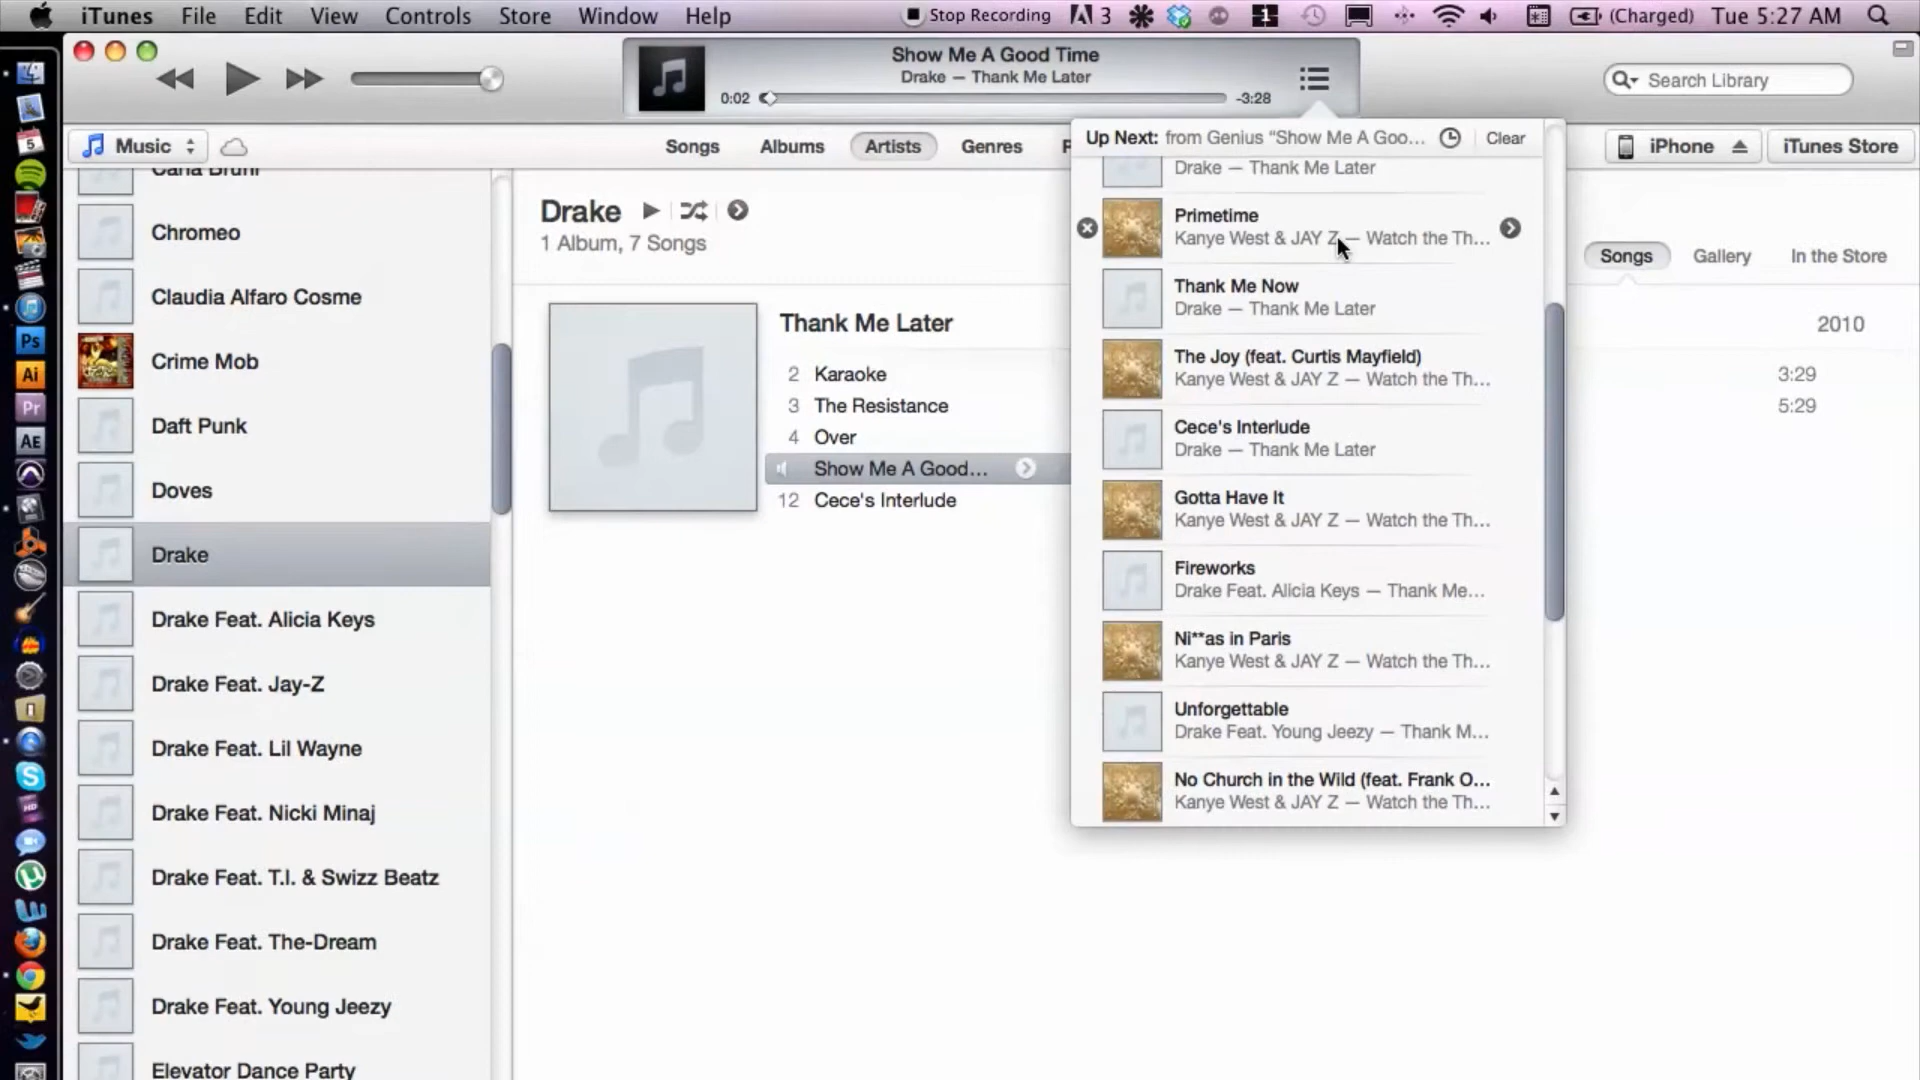 iTunes File Edit View Controls Store Window Help Stop Recording 3 1 (Charged) Tue 5:27 AM
Show Me A Good Time
Drake — Thank Me Later
0:02 -3:28
Search Library
Music Songs Albums Artists Genres P
Up Next: from Genius “Show Me A Goo... Clear
iPhone iTunes Store
5
Ps
Ai
Pr
AE
HD
Carla Bruni
Chromeo
Claudia Alfaro Cosme
Crime Mob
Daft Punk
Doves
Drake
Drake Feat. Alicia Keys
Drake Feat. Jay-Z
Drake Feat. Lil Wayne
Drake Feat. Nicki Minaj
Drake Feat. T.I. & Swizz Beatz
Drake Feat. The-Dream
Drake Feat. Young Jeezy
Elevator Dance Party
Drake
1 Album, 7 Songs
Songs Gallery In the Store
Thank Me Later 2010
2 Karaoke 3:29
3 The Resistance 5:29
4 Over
Show Me A Good...
12 Cece's Interlude
Drake — Thank Me Later
Primetime
Kanye West & JAY Z — Watch the Th...
Thank Me Now
Drake — Thank Me Later
The Joy (feat. Curtis Mayfield)
Kanye West & JAY Z — Watch the Th...
Cece's Interlude
Drake — Thank Me Later
Gotta Have It
Kanye West & JAY Z — Watch the Th...
Fireworks
Drake Feat. Alicia Keys — Thank Me...
Ni**as in Paris
Kanye West & JAY Z — Watch the Th...
Unforgettable
Drake Feat. Young Jeezy — Thank M...
No Church in the Wild (feat. Frank O...
Kanye West & JAY Z — Watch the Th...